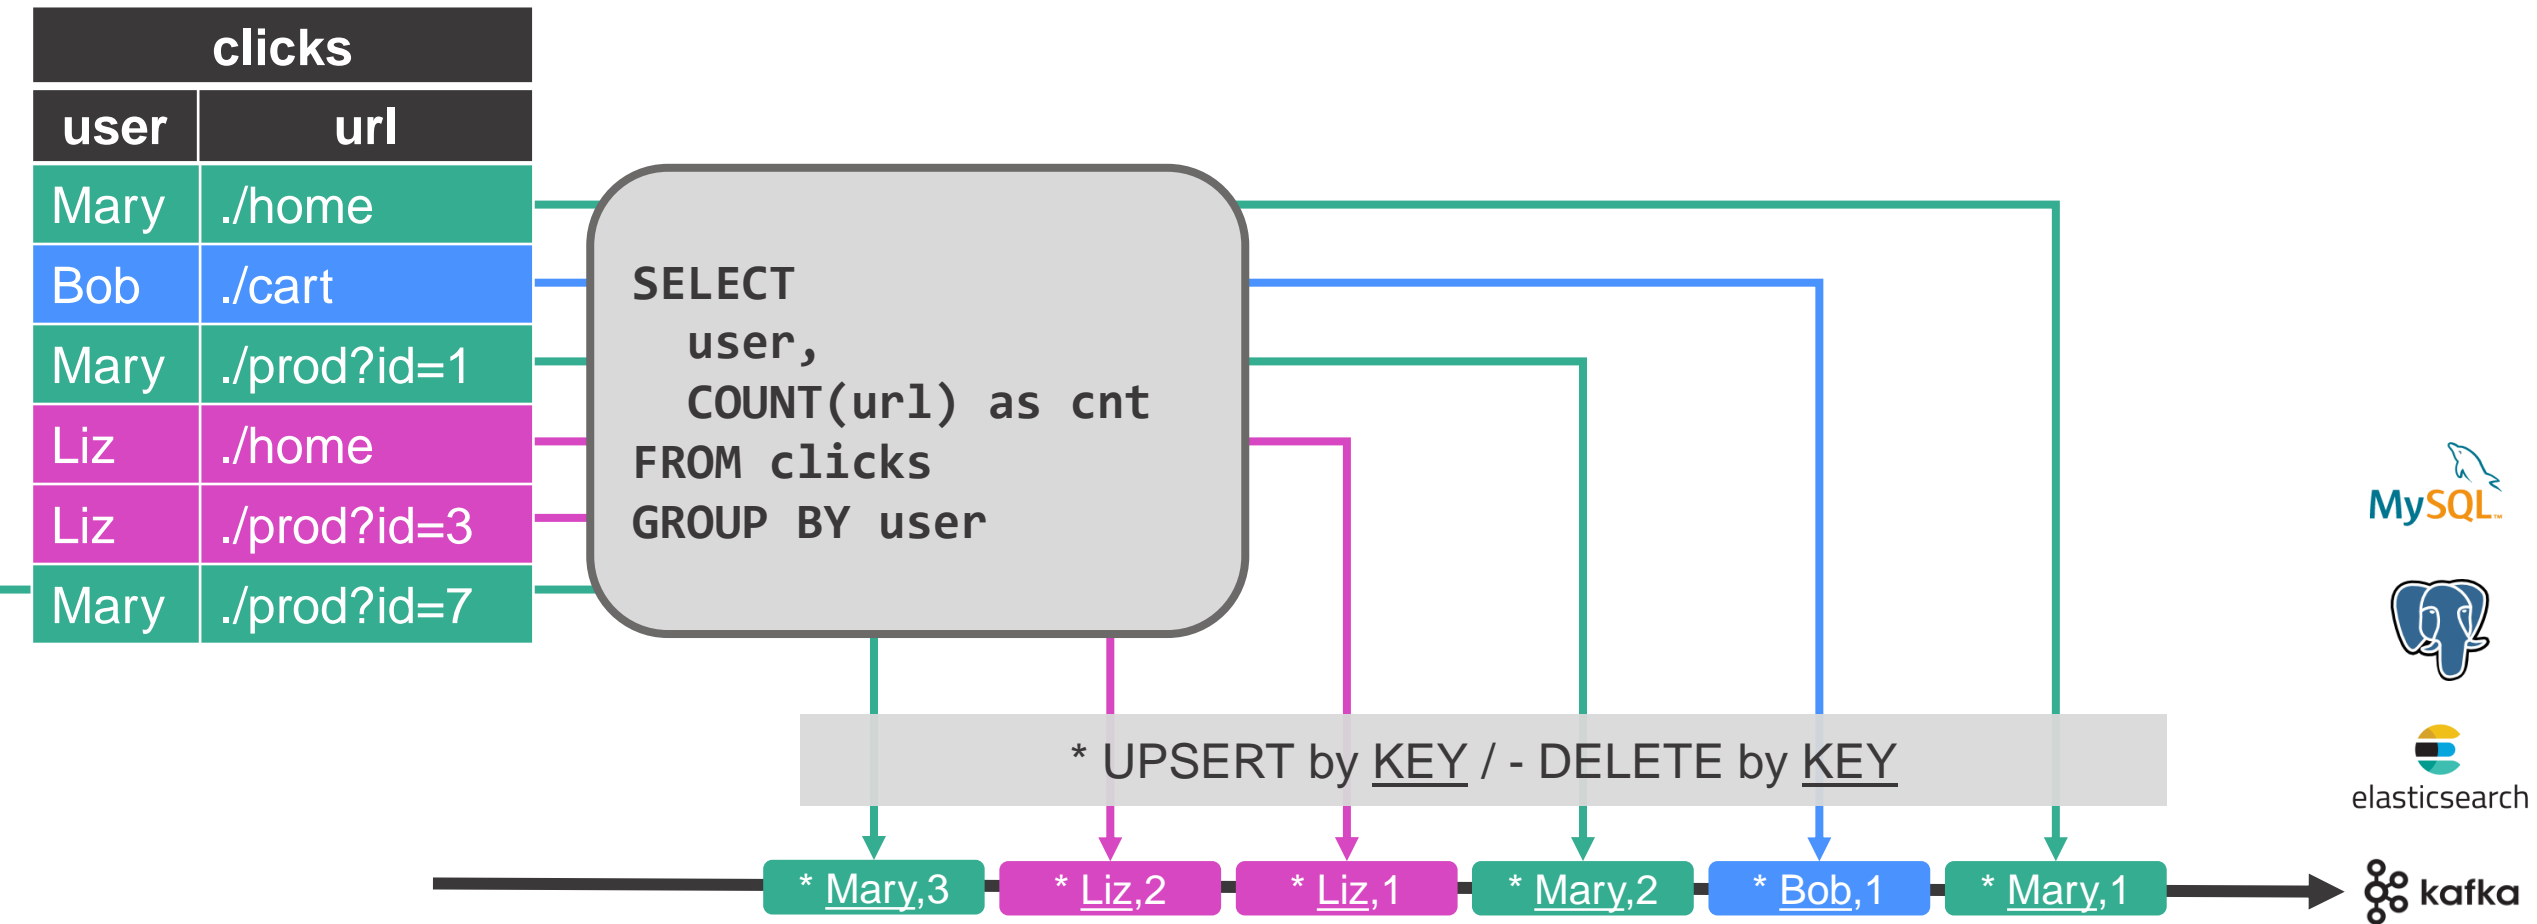 clicks
user url
Mary ./home
Bob ./cart
Mary ./prod?id=1
Liz ./home
Liz ./prod?id=3
Mary ./prod?id=7
SELECT
user,
COUNT(url) as cnt
FROM clicks
GROUP BY user
* UPSERT by KEY / - DELETE by KEY
* Mary,3
* Liz,2
* Liz,1
* Mary,2
* Bob,1
* Mary,1
MySQL™
elasticsearch
kafka